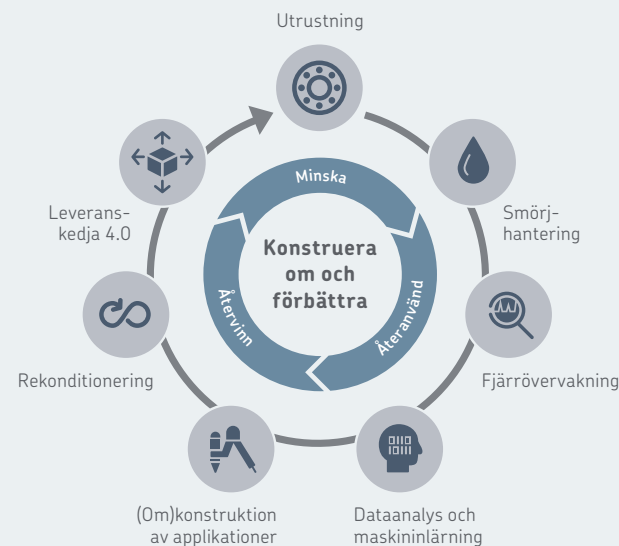 Utrustning
Smörj-
hantering
Fjärrövervakning
Dataanalys och
maskininlärning
(Om)konstruktion
av applikationer
Rekonditionering
Leverans-
kedja 4.0
Minska
Återanvänd
Återvinn
Konstruera
om och
förbättra